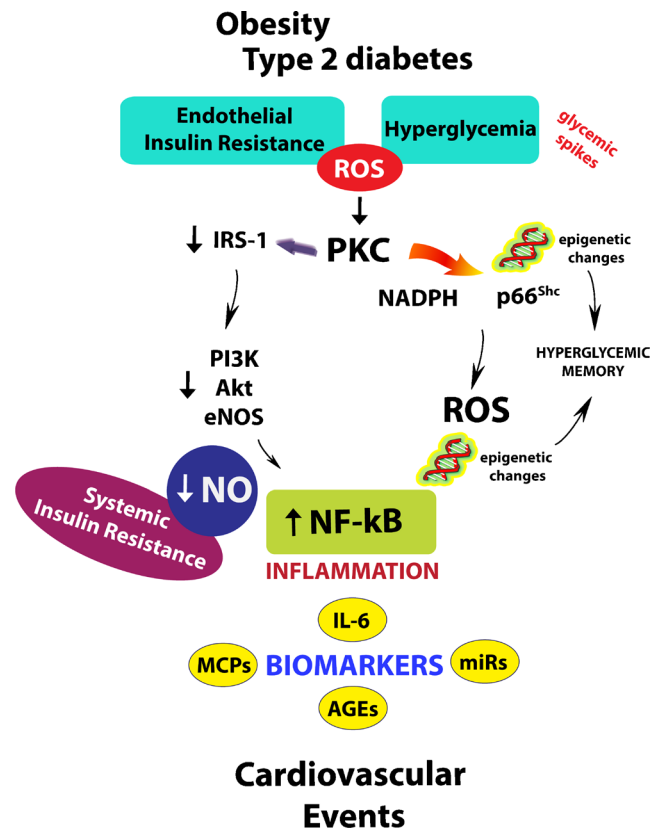 Obesity
Type 2 diabetes
Endothelial
Insulin Resistance
Hyperglycemia
glycemic
spikes
ROS
↓ IRS-1
PKC
epigenetic
changes
NADPH
p66Shc
HYPERGLYCEMIC
MEMORY
PI3K
↓ Akt
eNOS
ROS
epigenetic
changes
↓ NO
Systemic
Insulin Resistance
↑ NF-kB
INFLAMMATION
IL-6
MCPs
BIOMARKERS
miRs
AGEs
Cardiovascular
Events